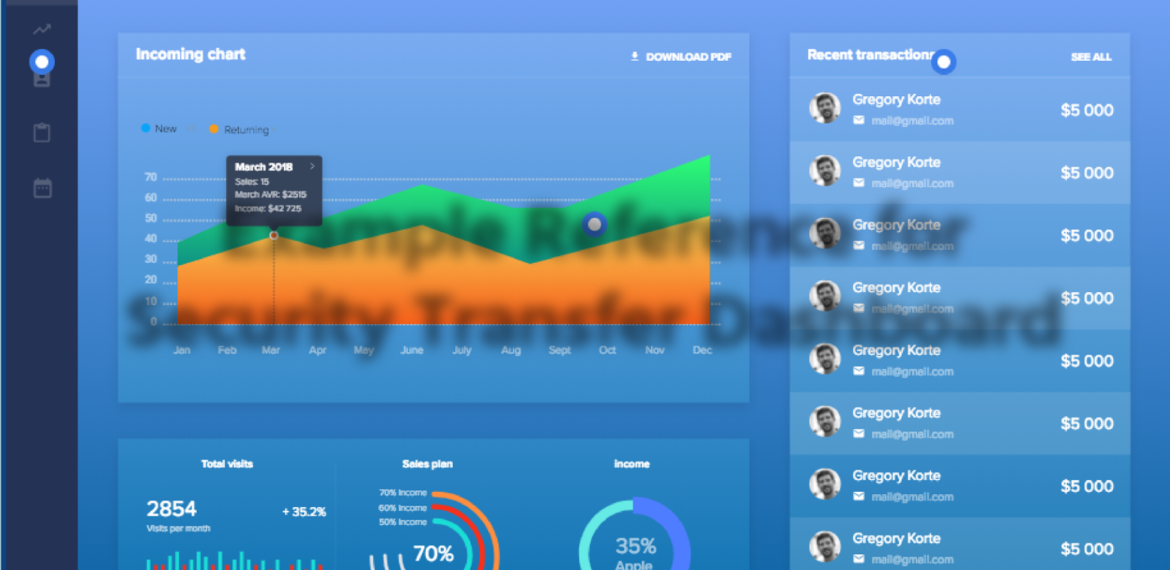 Incoming chart
DOWNLOAD PDF
New
Returning
March 2018
Sales: 15
March AVR: $2515
Income: $42 725
70
60
50
40
30
20
10
0
Jan Feb Mar Apr May June July Aug Sept Oct Nov Dec
Example Reference for
Security Transfer Dashboard
Recent transactions
SEE ALL
Gregory Korte
mail@gmail.com
$5 000
Gregory Korte
mail@gmail.com
$5 000
Gregory Korte
mail@gmail.com
$5 000
Gregory Korte
mail@gmail.com
$5 000
Gregory Korte
mail@gmail.com
$5 000
Gregory Korte
mail@gmail.com
$5 000
Gregory Korte
mail@gmail.com
$5 000
Gregory Korte
mail@gmail.com
$5 000
Total visits
2854
Visits per month
+ 35.2%
Sales plan
70% Income
60% Income
50% Income
70%
income
35%
Apple